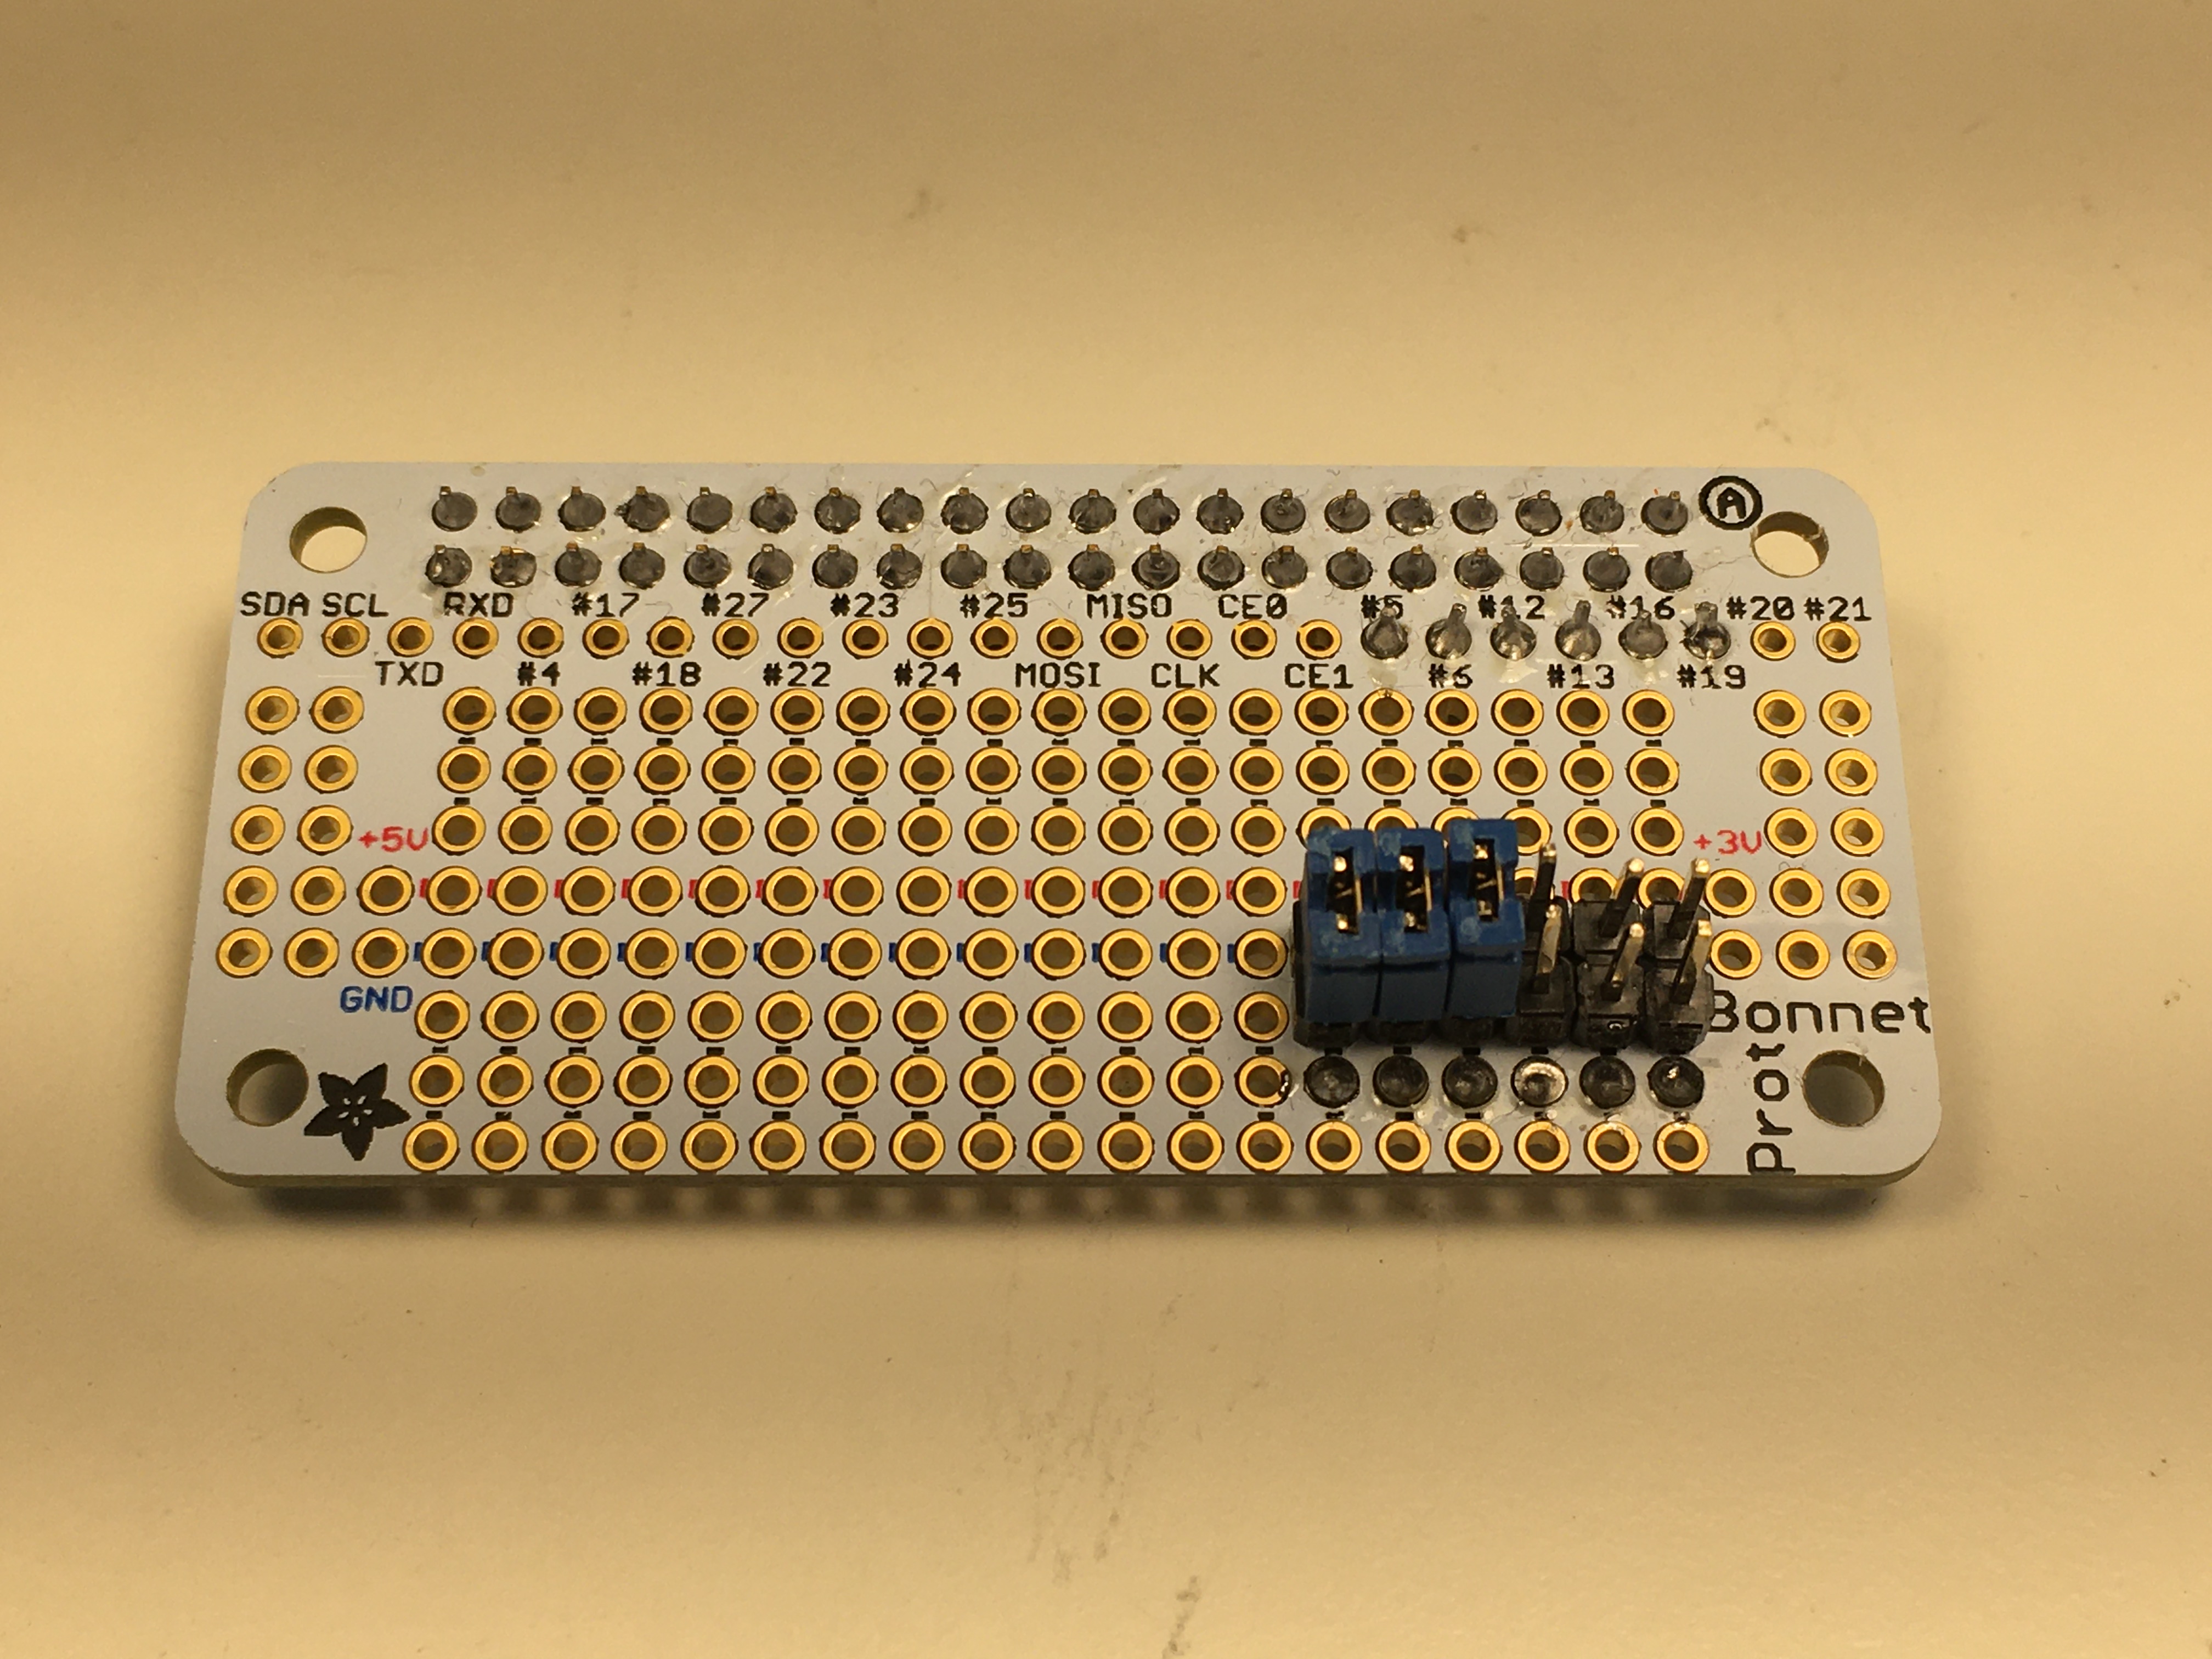 A
SDA SCL RXD #17 #27 #23 #25 MISO CE0 #5 #12 #16 #20 #21
TXD #4 #18 #22 #24 MOSI CLK CE1 #6 #13 #19
+5V +3V
GND
Bonnet
Proto